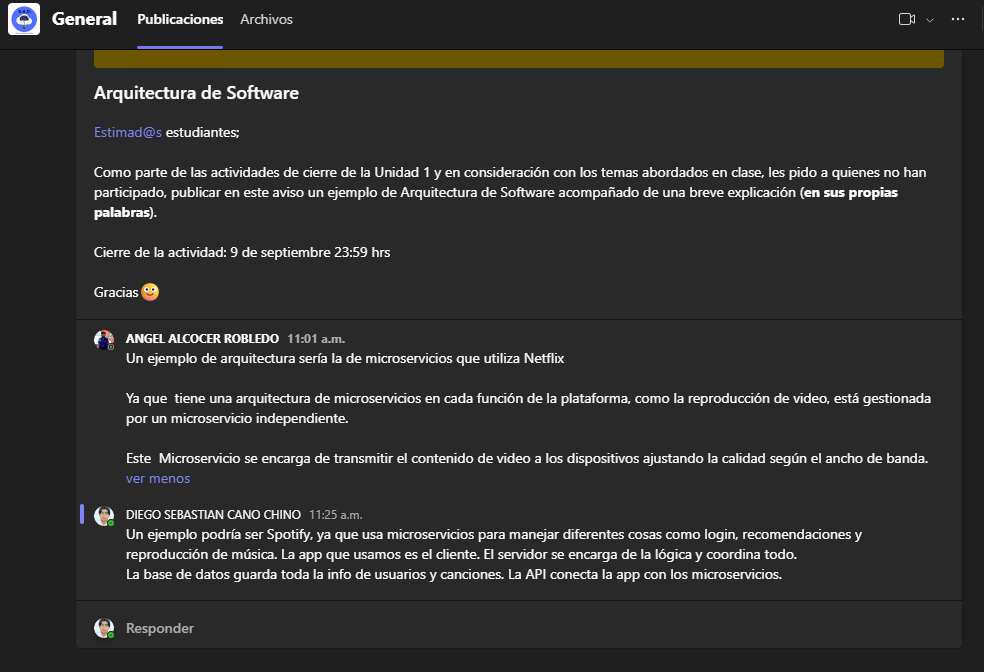 General Publicaciones Archivos
Arquitectura de Software
Estimad@s estudiantes;
Como parte de las actividades de cierre de la Unidad 1 y en consideración con los temas abordados en clase, les pido a quienes no han
participado, publicar en este aviso un ejemplo de Arquitectura de Software acompañado de una breve explicación (en sus propias
palabras).
Cierre de la actividad: 9 de septiembre 23:59 hrs
Gracias
ANGEL ALCOCER ROBLEDO 11:01 a.m.
Un ejemplo de arquitectura sería la de microservicios que utiliza Netflix
Ya que tiene una arquitectura de microservicios en cada función de la plataforma, como la reproducción de video, está gestionada
por un microservicio independiente.
Este Microservicio se encarga de transmitir el contenido de video a los dispositivos ajustando la calidad según el ancho de banda.
ver menos
DIEGO SEBASTIAN CANO CHINO 11:25 a.m.
Un ejemplo podría ser Spotify, ya que usa microservicios para manejar diferentes cosas como login, recomendaciones y
reproducción de música. La app que usamos es el cliente. El servidor se encarga de la lógica y coordina todo.
La base de datos guarda toda la info de usuarios y canciones. La API conecta la app con los microservicios.
Responder